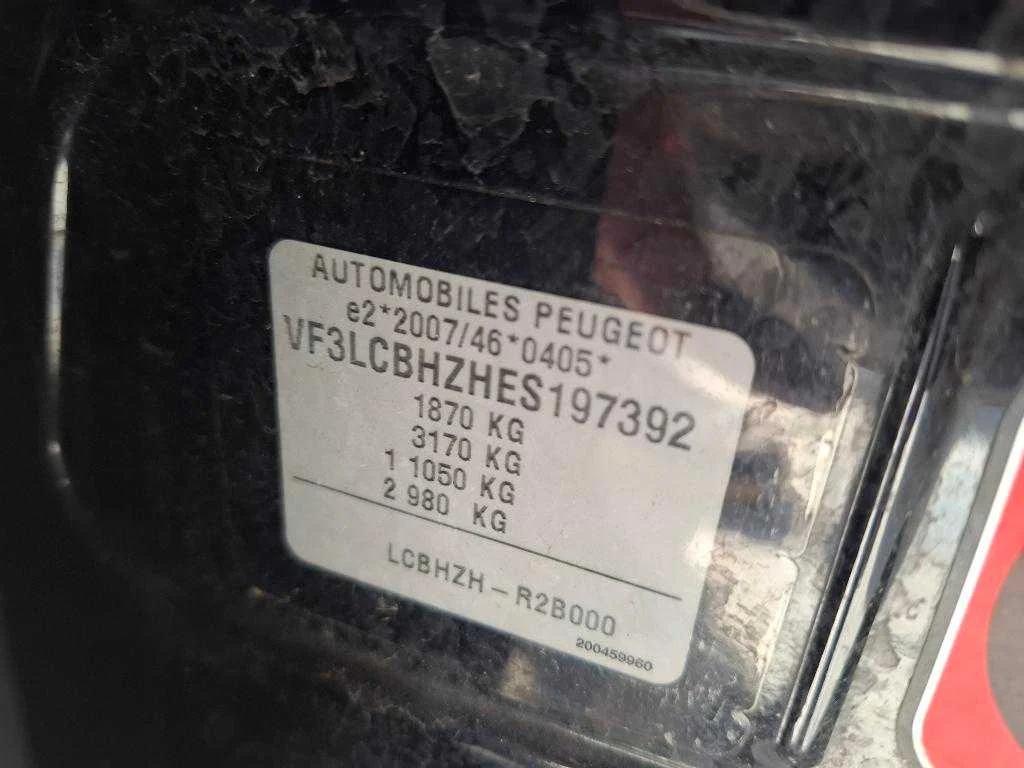 AUTOMOBILES PEUGEOT
e2*2007/46*0405*
VF3LCBHZHES197392
1870 KG
3170 KG
1 1050 KG
2 980 KG
LCBHZH-R2B000
200459960